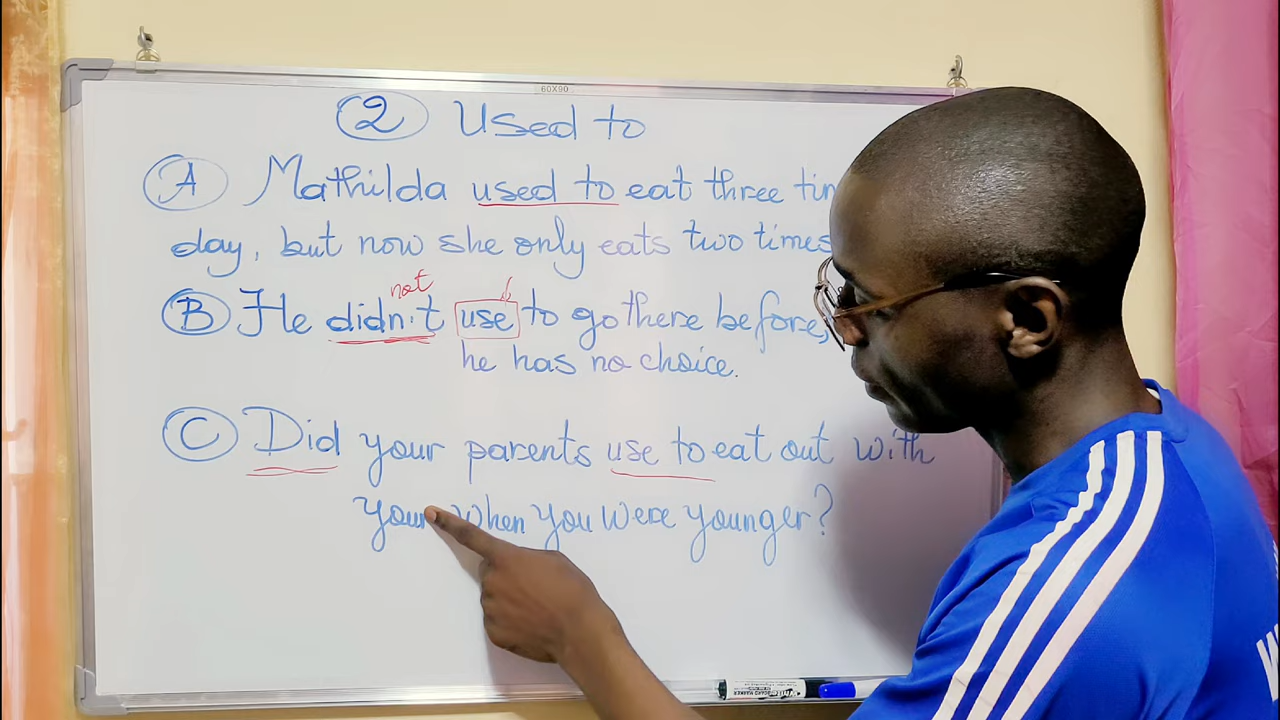 60X90
② Used to
Ⓐ Mathilda used to eat three
day, but now she only eats two times
not
Ⓑ He didn't use to go there before,
he has no choice.
Ⓒ Did your parents use to eat out with
your when you were younger?